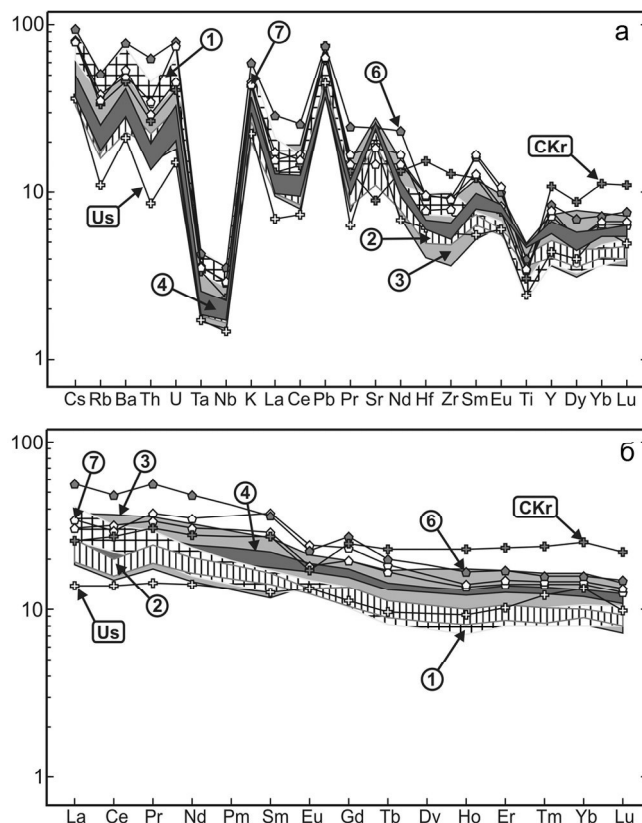 100
а
1
7
6
CKr
10
Us
2
3
4
1
Cs Rb Ba Th U Ta Nb K La Ce Pb Pr Sr Nd Hf Zr Sm Eu Ti Y Dy Yb Lu
100
б
7
3
4
CKr
6
10
Us
2
1
1
La Ce Pr Nd Pm Sm Eu Gd Tb Dy Ho Er Tm Yb Lu